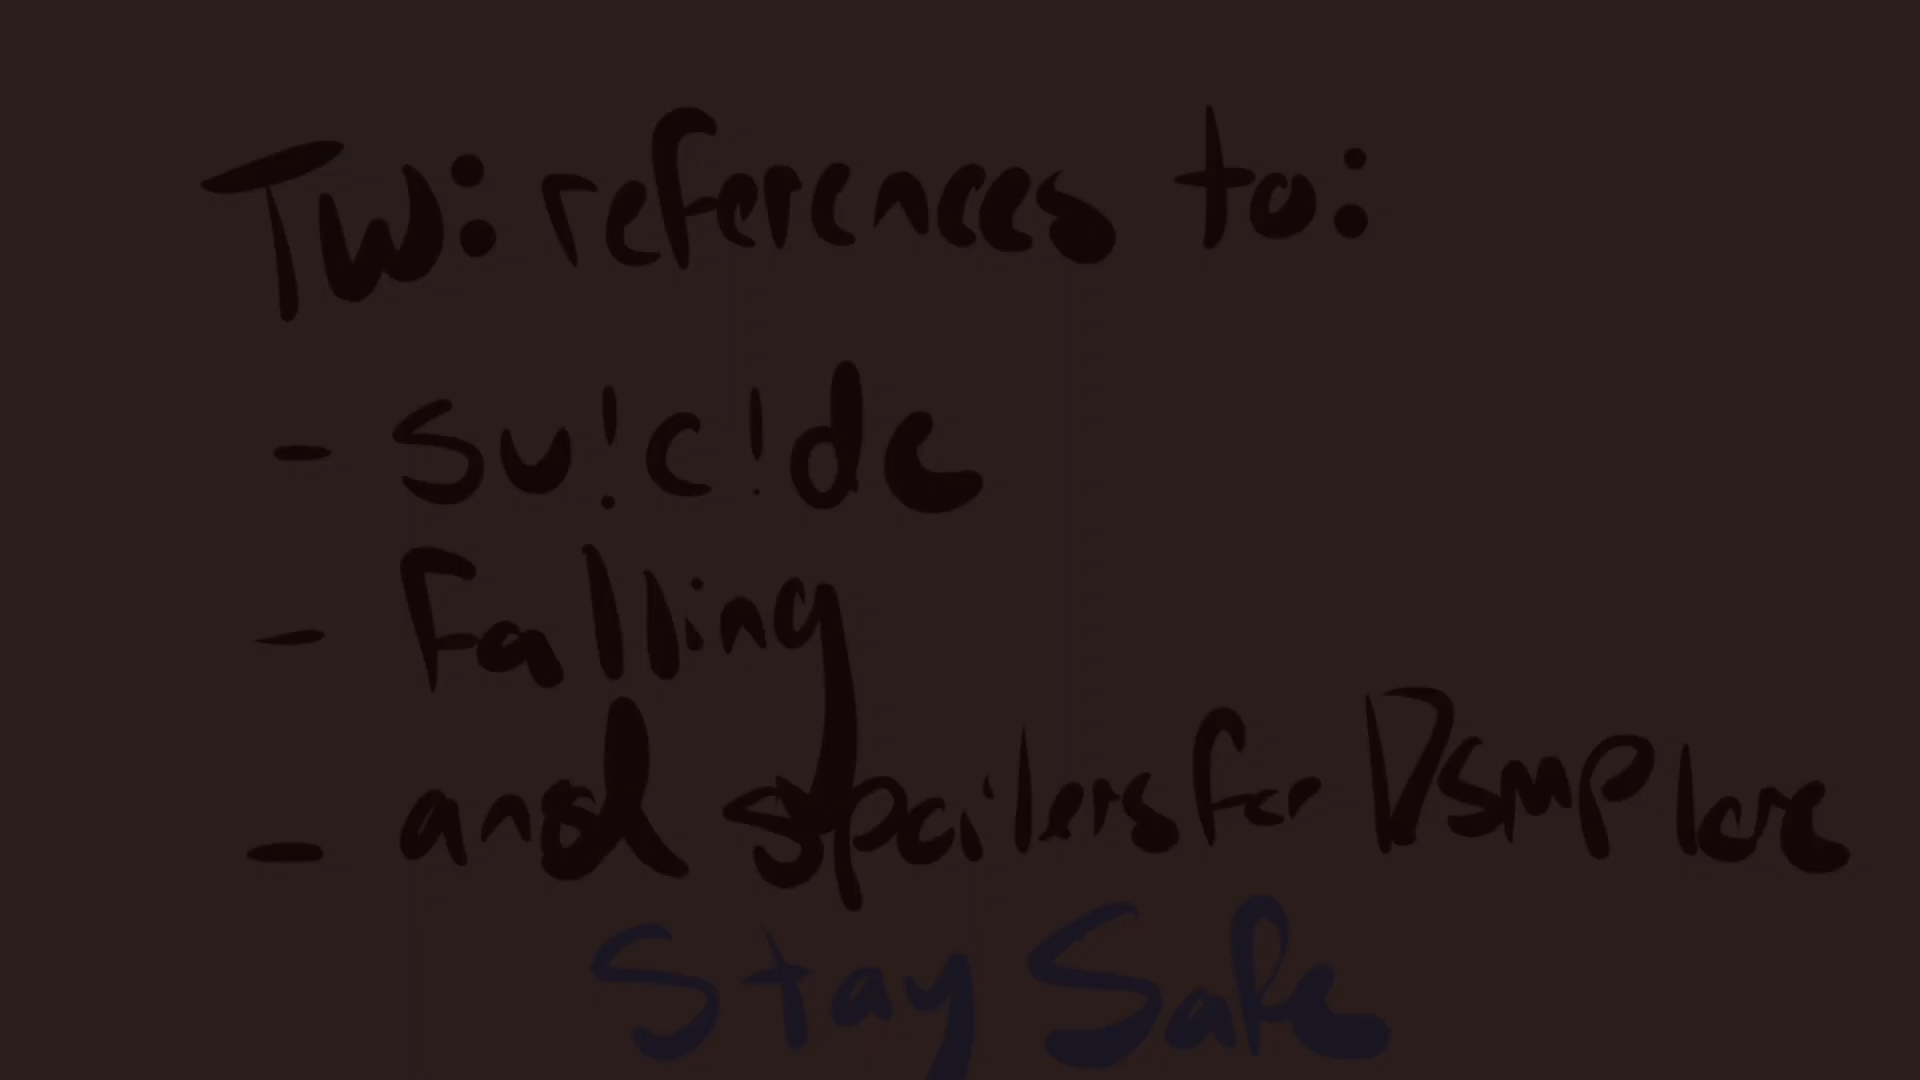 TW: references to:
- Su!c!de
- Falling
- and spoilers for DSMP lore
Stay Safe